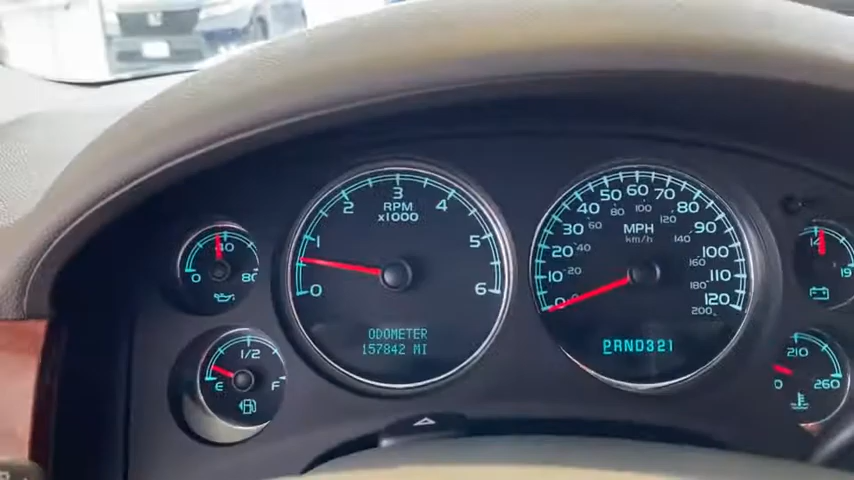 0 40 80
E 1/2 F
0 1 2 3 4 5 6
RPM
x1000
ODOMETER
157842 MI
0 10 30 40 50 60 70 80 90 100 110 120
20 40 60 80 100 120 140 160 180 200
MPH
km/h
PRND321
14 19
0 210 260